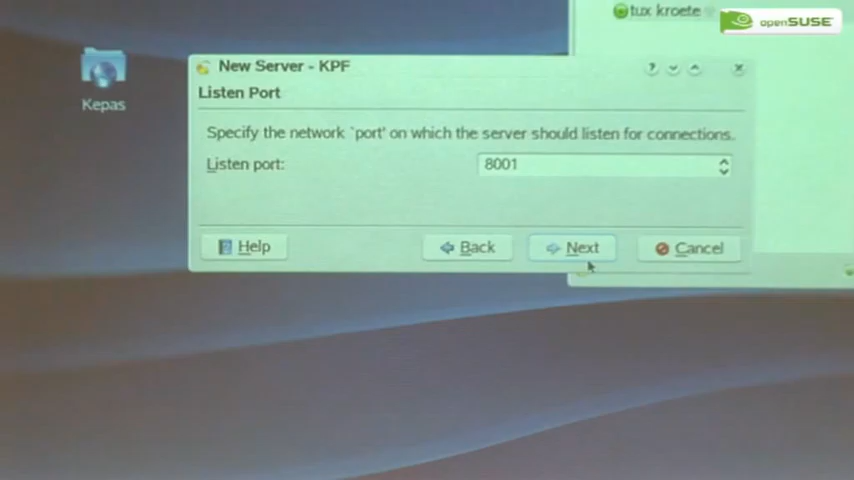 tux kroete
openSUSE
New Server - KPF
Kepas
Listen Port
Specify the network `port' on which the server should listen for connections.
Listen port: 8001
Help Back Next Cancel